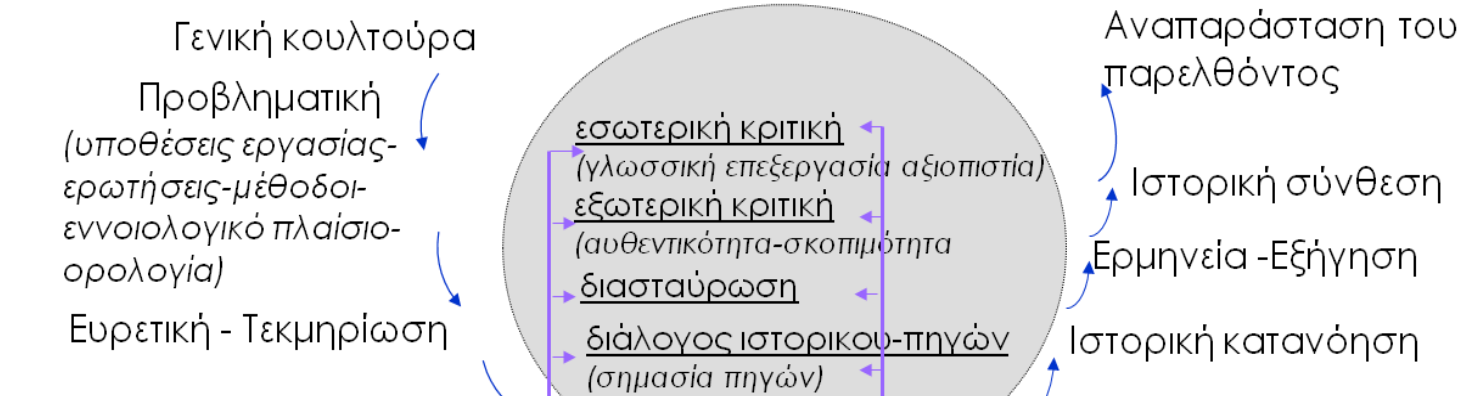 Γενική κουλτούρα
Προβληματική
(υποθέσεις εργασίας-
ερωτήσεις-μέθοδοι-
εννοιολογικό πλαίσιο-
ορολογία)
Ευρετική - Τεκμηρίωση
εσωτερική κριτική
(γλωσσική επεξεργασία αξιοπιστία)
εξωτερική κριτική
(αυθεντικότητα-σκοπιμότητα
διασταύρωση
διάλογος ιστορικου-πηγών
(σημασία πηγών)
Αναπαράσταση του
παρελθόντος
Ιστορική σύνθεση
Ερμηνεία -Εξήγηση
Ιστορική κατανόηση